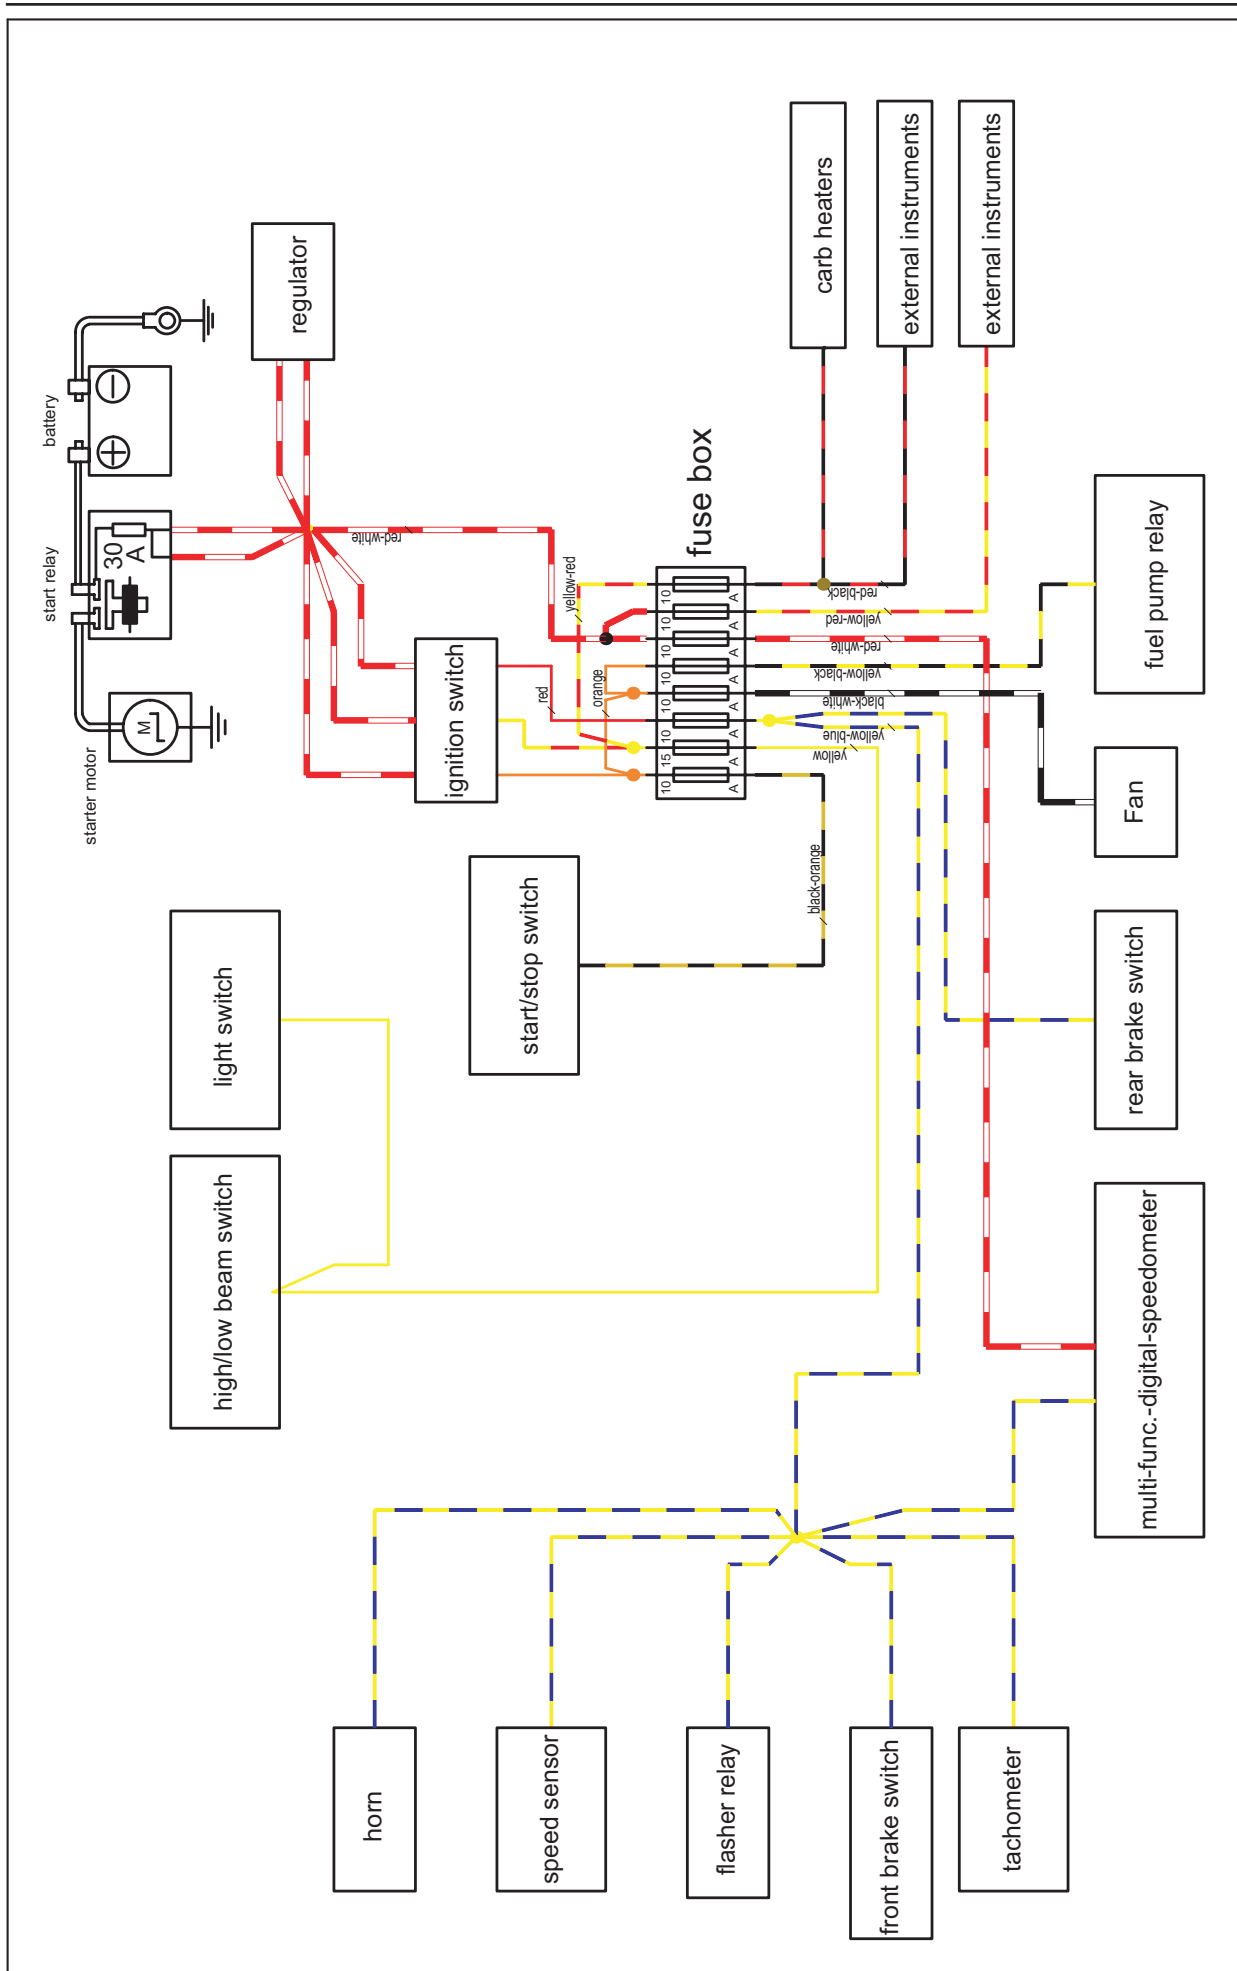 starter motor
start relay
battery
M
30
A
regulator
light switch
high/low beam switch
ignition switch
start/stop switch
red-white
yellow-red
red
orange
fuse box
10
15
10
10
10
10
10
10
A
A
A
A
A
A
A
A
red-black
yellow-red
red-white
yellow-black
black-white
yellow-blue
yellow
black-orange
carb heaters
external instruments
external instruments
fuel pump relay
Fan
rear brake switch
multi-func.-digital-speedometer
horn
speed sensor
flasher relay
front brake switch
tachometer